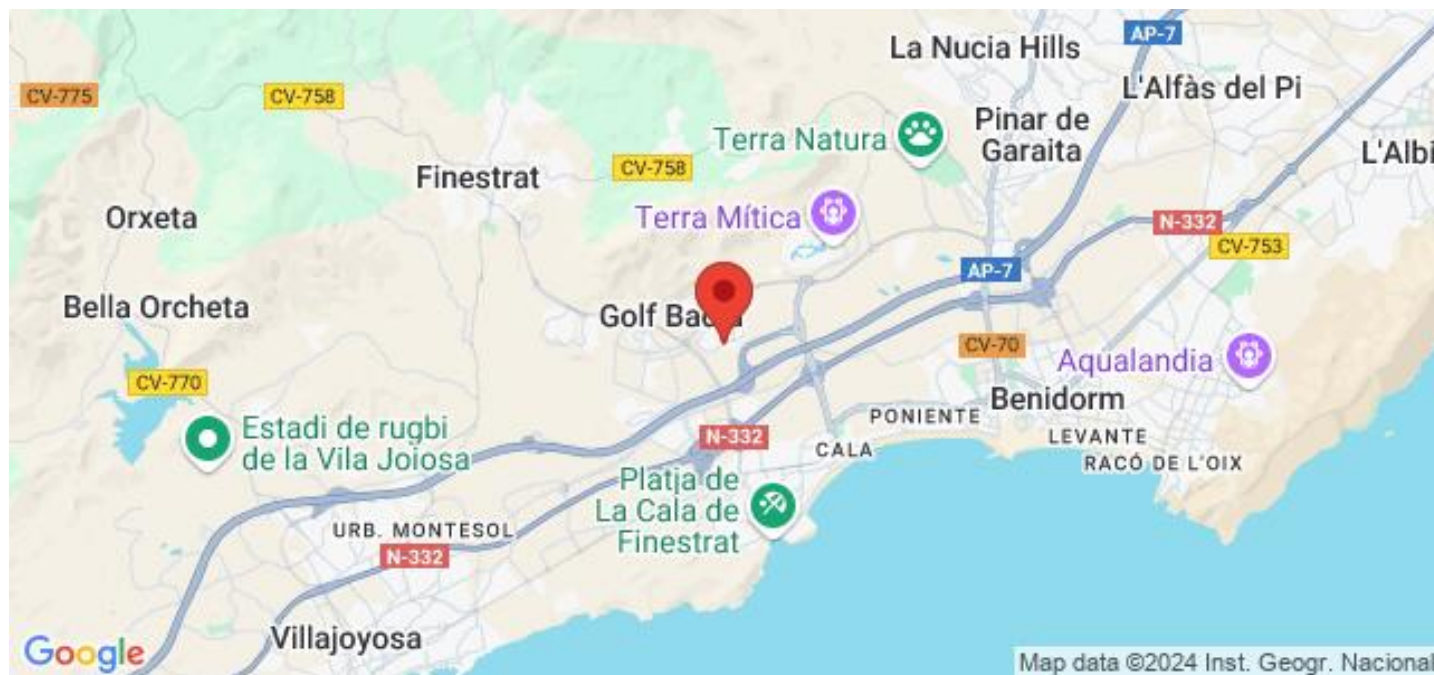 La Nucia Hills
AP-7
L'Alfàs del Pi
CV-775
CV-758
Terra Natura
Pinar de
Garaita
L'Albi
Finestrat
CV-758
Orxeta
Terra Mítica
N-332
CV-753
AP-7
Bella Orcheta
Golf Ba
CV-70
Aqualandia
CV-770
Benidorm
PONIENTE
Estadi de rugbi
de la Vila Joiosa
N-332
CALA
LEVANTE
RACÓ DE L'OIX
Platja de
La Cala de
Finestrat
URB. MONTESOL
N-332
Villajoyosa
Google
Map data ©2024 Inst. Geogr. Nacional